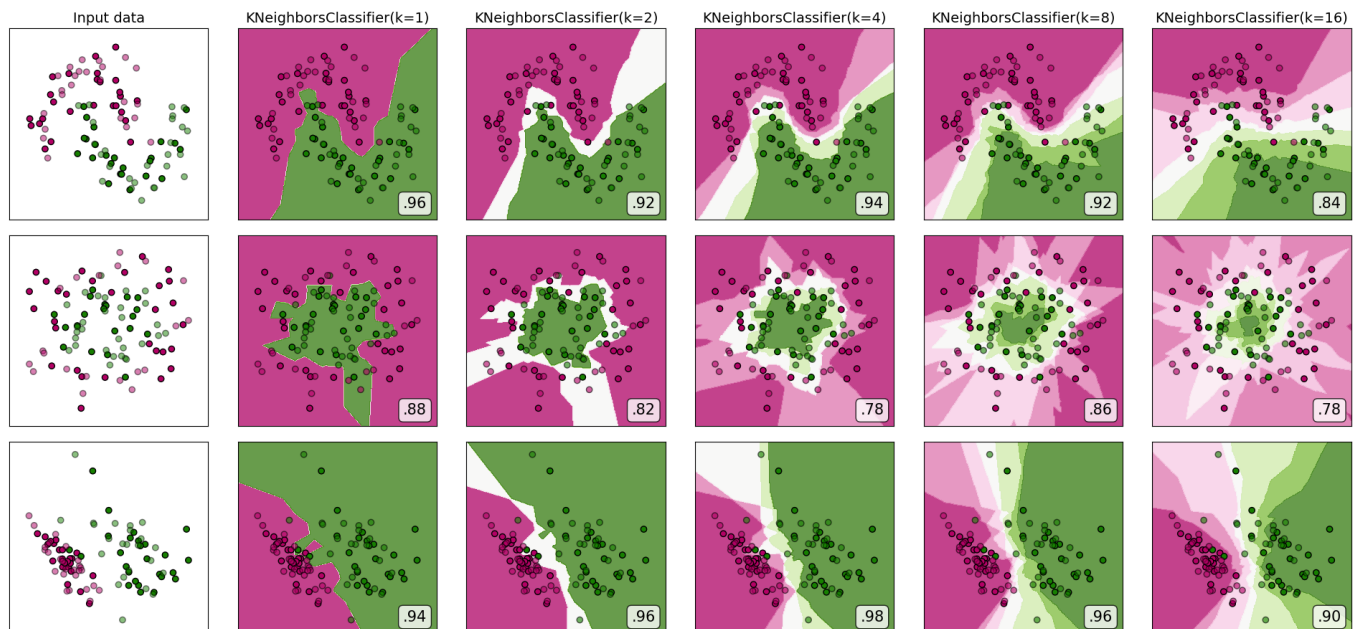 Input data
KNeighborsClassifier(k=1)
KNeighborsClassifier(k=2)
KNeighborsClassifier(k=4)
KNeighborsClassifier(k=8)
KNeighborsClassifier(k=16)
.96
.92
.94
.92
.84
.88
.82
.78
.86
.78
.94
.96
.98
.96
.90